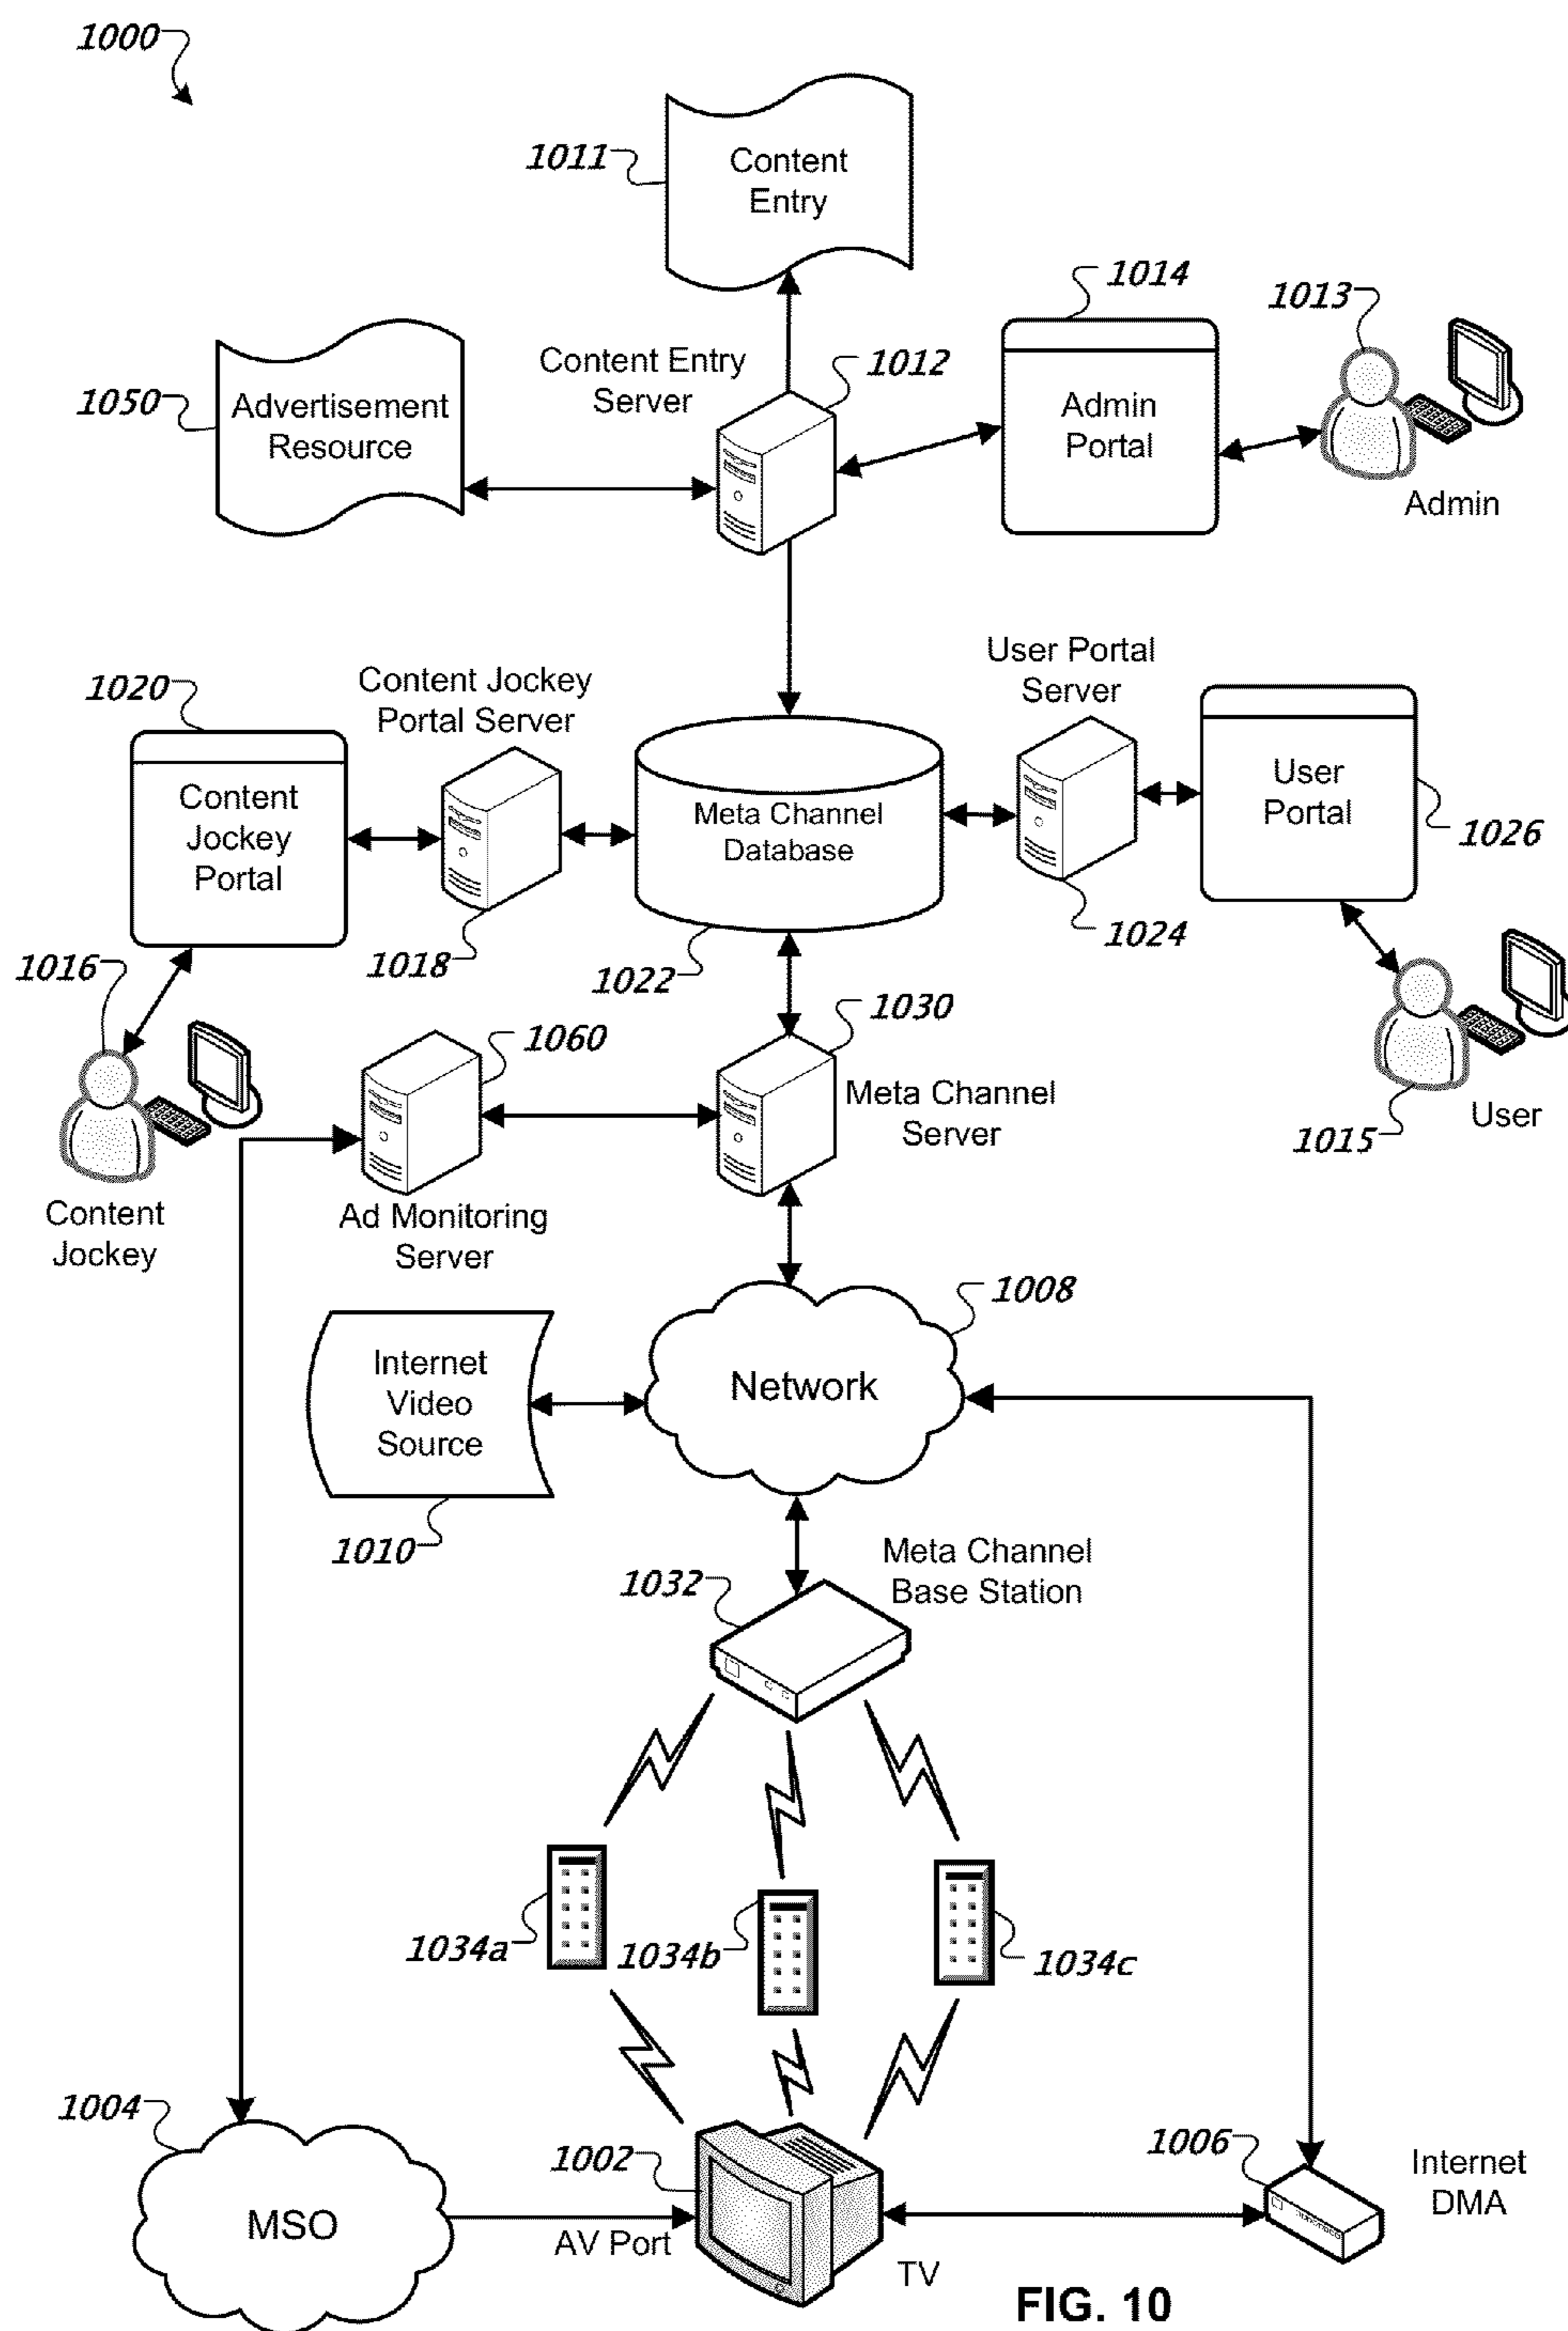 1000
1011
Content
Entry
1014
1013
Content Entry
Server
1012
1050
Advertisement
Resource
Admin
Portal
Admin
User Portal
Server
1020
Content Jockey
Portal Server
Content
Jockey
Portal
Meta Channel
Database
User
Portal
1026
1024
1016
1018
1022
1030
1060
Meta Channel
Server
User
1015
Content
Jockey
Ad Monitoring
Server
1008
Internet
Video
Source
Network
1010
Meta Channel
Base Station
1032
1034a
1034b
1034c
1004
1002
1006
Internet
DMA
MSO
AV Port
TV
FIG. 10